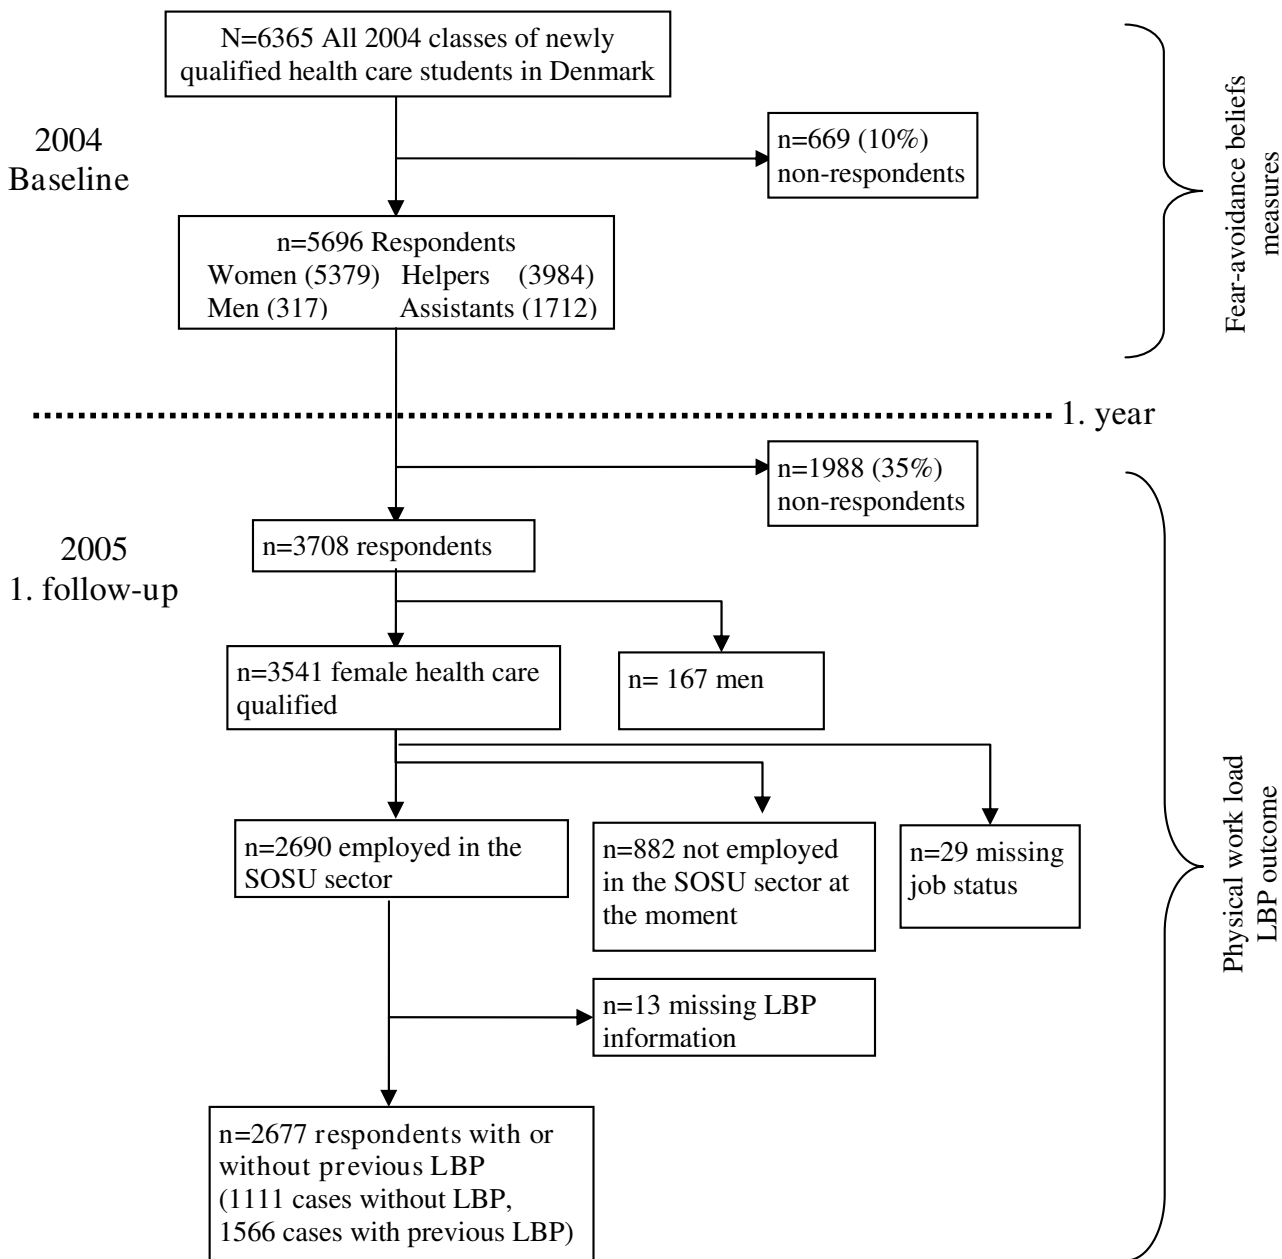 N=6365 All 2004 classes of newly
qualified health care students in Denmark
2004
Baseline
n=669 (10%)
non-respondents
n=5696 Respondents
Women (5379) Helpers (3984)
Men (317) Assistants (1712)
Fear-avoidance beliefs
measures
1. year
n=1988 (35%)
non-respondents
2005
1. follow-up
n=3708 respondents
n=3541 female health care
qualified
n= 167 men
n=2690 employed in the
SOSU sector
n=882 not employed
in the SOSU sector at
the moment
n=29 missing
job status
Physical work load
LBP outcome
n=13 missing LBP
information
n=2677 respondents with or
without previous LBP
(1111 cases without LBP,
1566 cases with previous LBP)